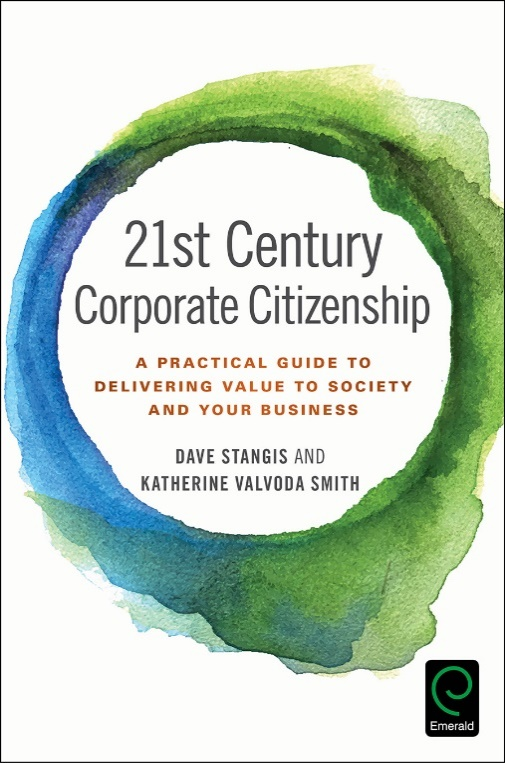 21st Century
Corporate Citizenship
A PRACTICAL GUIDE TO
DELIVERING VALUE TO SOCIETY
AND YOUR BUSINESS
DAVE STANGIS AND
KATHERINE VALVODA SMITH
Emerald